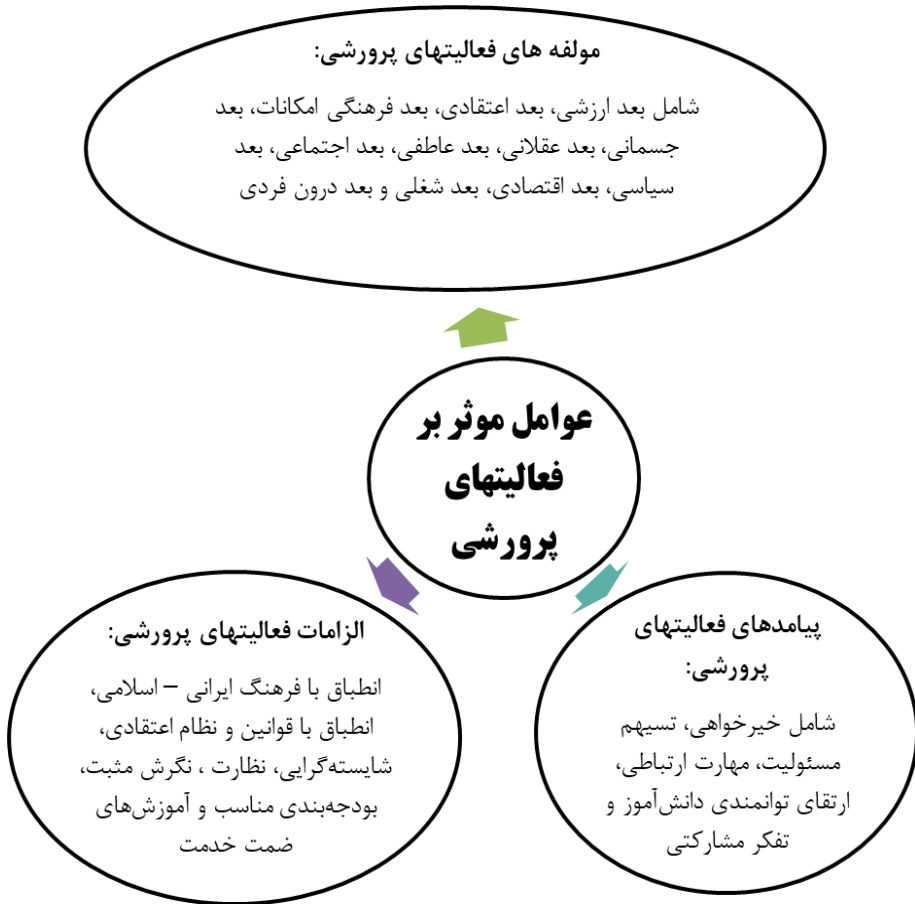 مولفه های فعالیتهای پرورشی:
شامل بعد ارزشی، بعد اعتقادی، بعد فرهنگی امکانات، بعد
جسمانی، بعد عقلانی، بعد عاطفی، بعد اجتماعی، بعد
سیاسی، بعد اقتصادی، بعد شغلی و بعد درون فردی
عوامل موثر بر
فعالیتهای
پرورشی
پیامدهای فعالیتهای
پرورشی:
شامل خیرخواهی، تسیهم
مسئولیت، مهارت ارتباطی،
ارتقای توانمندی دانش‌آموز و
تفکر مشارکتی
الزامات فعالیتهای پرورشی:
انطباق با فرهنگ ایرانی – اسلامی،
انطباق با قوانین و نظام اعتقادی،
شایسته‌گرایی، نظارت ، نگرش مثبت،
بودجه‌بندی مناسب و آموزش‌های
ضمت خدمت